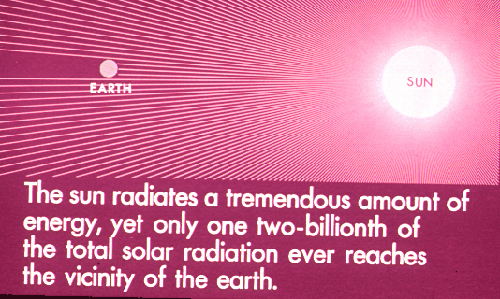 EARTH
SUN
The sun radiates a tremendous amount of
energy, yet only one two-billionth of
the total solar radiation ever reaches
the vicinity of the earth.